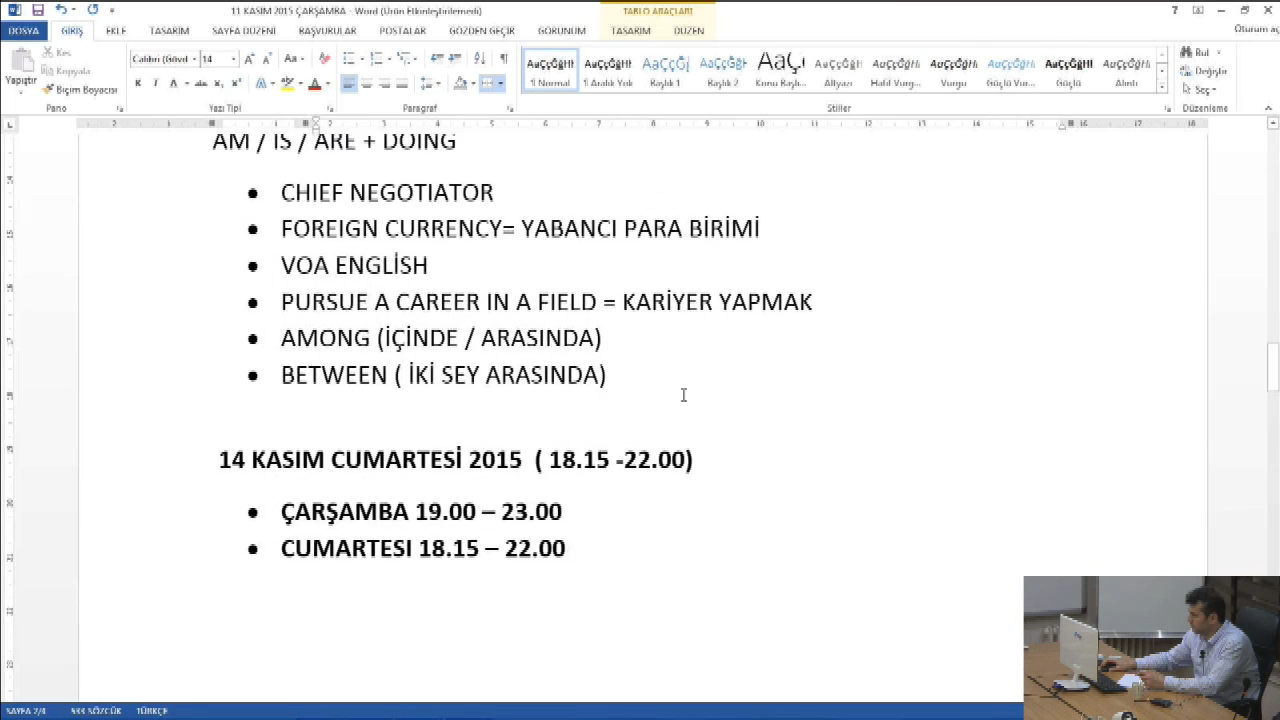 11 KASIM 2015 ÇARŞAMBA - Word (Ürün Etkinleştirilemedi)
TABLO ARAÇLARI
DOSYA GİRİŞ EKLE TASARIM SAYFA DÜZENİ BAŞVURULAR POSTALAR GÖZDEN GEÇİR GÖRÜNÜM TASARIM DÜZEN
Oturum aç
Yapıştır
Kes
Kopyala
Biçim Boyacısı
Pano
Calibri (Gövd 14
Yazı Tipi
Paragraf
¶ Normal
¶ Aralık Yok
Başlık 1
Başlık 2
Konu Başlı...
Altyazı
Hafif Vurg...
Vurgu
Güçlü Vur...
Güçlü
Alıntı
Stiller
Bul
Değiştir
Seç
Düzenleme
AM / IS / ARE + DOING
• CHIEF NEGOTIATOR
• FOREIGN CURRENCY= YABANCI PARA BİRİMİ
• VOA ENGLİSH
• PURSUE A CAREER IN A FIELD = KARİYER YAPMAK
• AMONG (İÇİNDE / ARASINDA)
• BETWEEN ( İKİ SEY ARASINDA)
14 KASIM CUMARTESİ 2015 ( 18.15 -22.00)
• ÇARŞAMBA 19.00 – 23.00
• CUMARTESI 18.15 – 22.00
SAYFA 2/4 TÜRKÇE